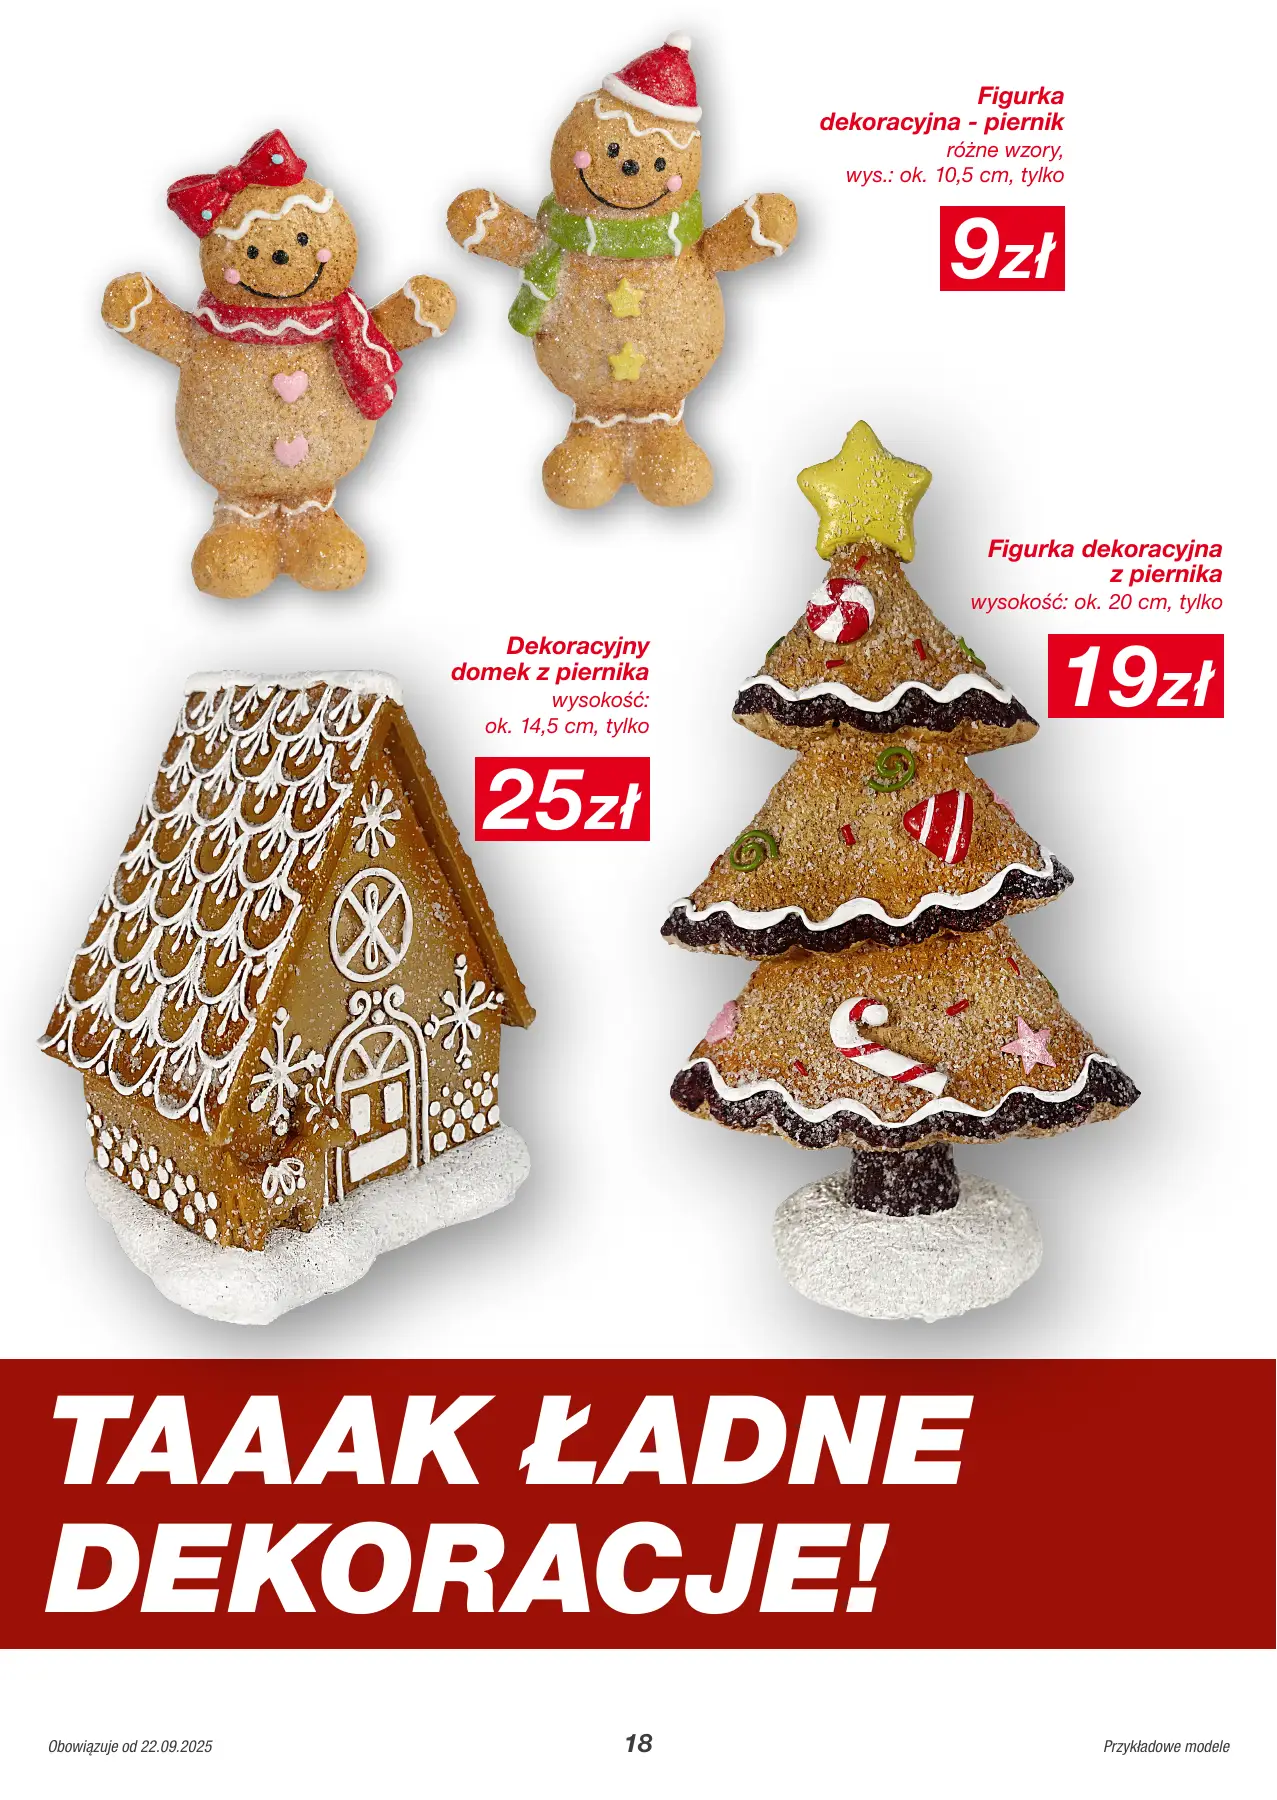 Figurka
dekoracyjna - piernik
różne wzory,
wys.: ok. 10,5 cm, tylko
9zł
Figurka dekoracyjna
z piernika
wysokość: ok. 20 cm, tylko
19zł
Dekoracyjny
domek z piernika
wysokość:
ok. 14,5 cm, tylko
25zł
TAAAK ŁADNE
DEKORACJE!
Obowiązuje od 22.09.2025
18
Przykładowe modele